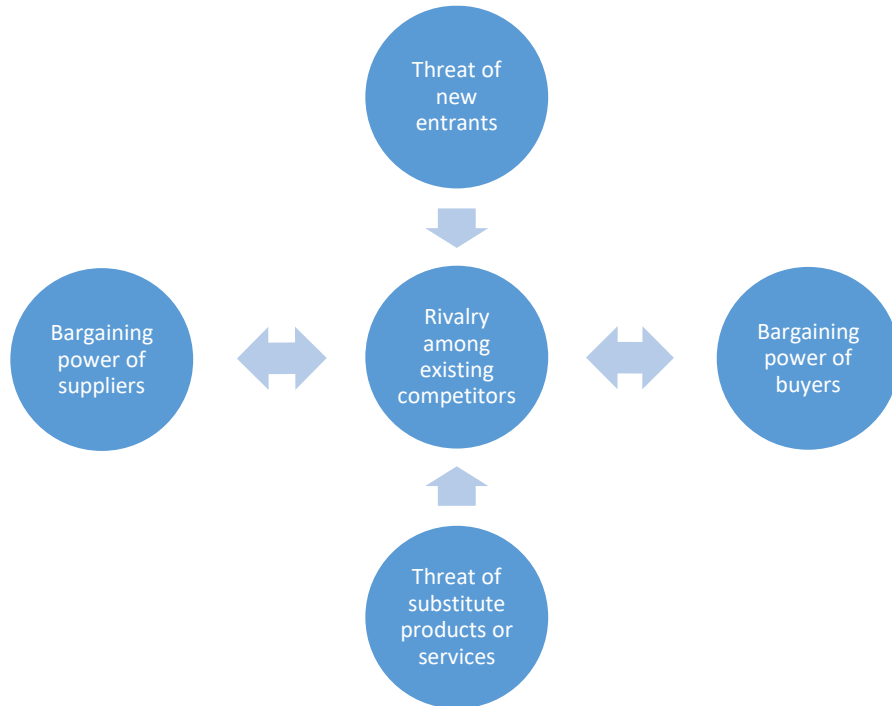 Threat of
new
entrants
Bargaining
power of
suppliers
Rivalry
among
existing
competitors
Bargaining
power of
buyers
Threat of
substitute
products or
services